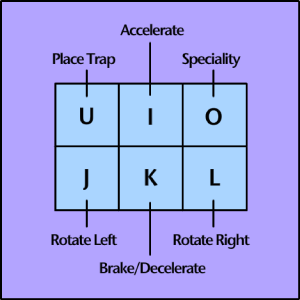 Accelerate
Place Trap Speciality
U I O
J K L
Rotate Left Rotate Right
Brake/Decelerate